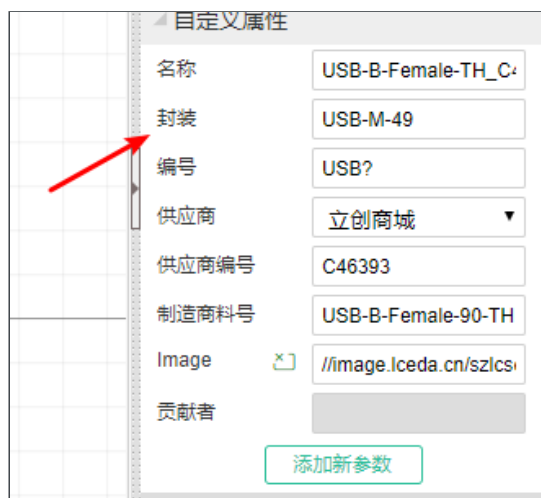 自定义属性
名称 USB-B-Female-TH_C4
封装 USB-M-49
编号 USB?
供应商 立创商城
供应商编号 C46393
制造商料号 USB-B-Female-90-TH
Image //image.lceda.cn/szlcs
贡献者
添加新参数